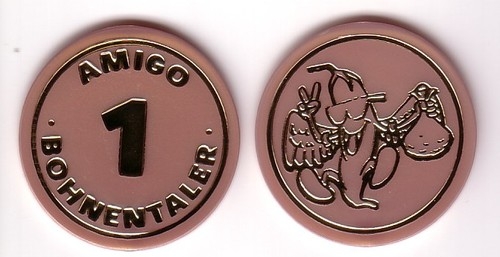 AMIGO
1
· BOHNENTALER ·